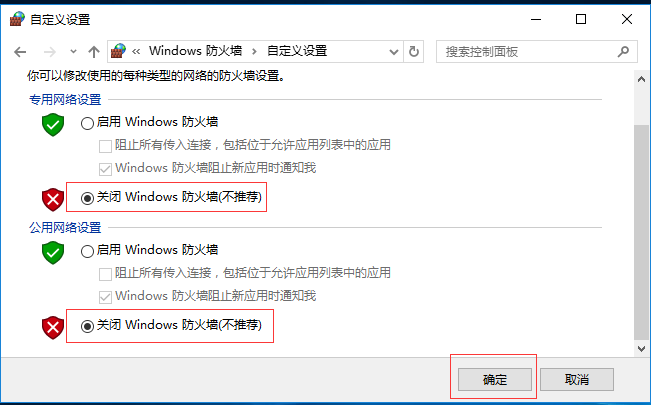 自定义设置
« Windows 防火墙 › 自定义设置
搜索控制面板
你可以修改使用的每种类型的网络的防火墙设置。
专用网络设置
启用 Windows 防火墙
阻止所有传入连接，包括位于允许应用列表中的应用
Windows 防火墙阻止新应用时通知我
关闭 Windows 防火墙(不推荐)
公用网络设置
启用 Windows 防火墙
阻止所有传入连接，包括位于允许应用列表中的应用
Windows 防火墙阻止新应用时通知我
关闭 Windows 防火墙(不推荐)
确定
取消